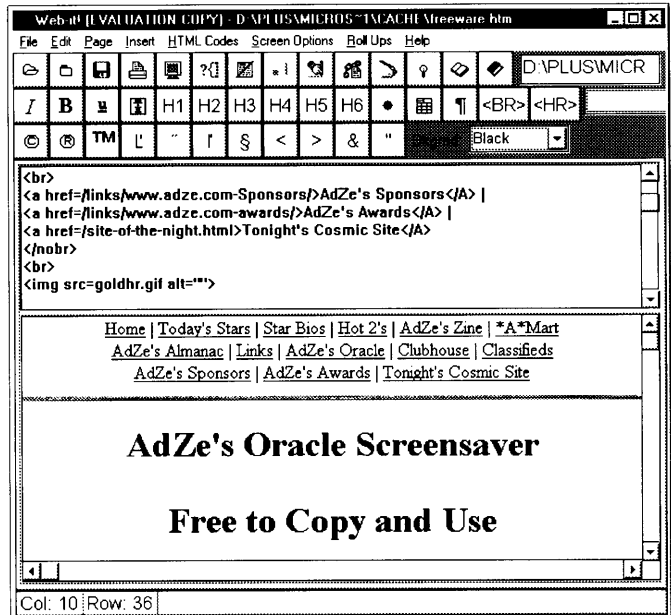 Web-it! [EVALUATION COPY] - D:\PLUS\MICROS~1\CACHE\freeware.htm
File Edit Page Insert HTML Codes Screen Options Roll Ups Help
D:\PLUS\MICR
I B u H1 H2 H3 H4 H5 H6 ¶ <BR> <HR>
© ® TM § < > & " Black
<br>
<a href=/links/www.adze.com-Sponsors/>AdZe's Sponsors</A> |
<a href=/links/www.adze.com-awards/>AdZe's Awards</A> |
<a href=/site-of-the-night.html>Tonight's Cosmic Site</A>
</nobr>
<br>
<img src=goldhr.gif alt="">
Home | Today's Stars | Star Bios | Hot 2's | AdZe's Zine | *A*Mart
AdZe's Almanac | Links | AdZe's Oracle | Clubhouse | Classifieds
AdZe's Sponsors | AdZe's Awards | Tonight's Cosmic Site
AdZe's Oracle Screensaver
Free to Copy and Use
Col: 10 Row: 36